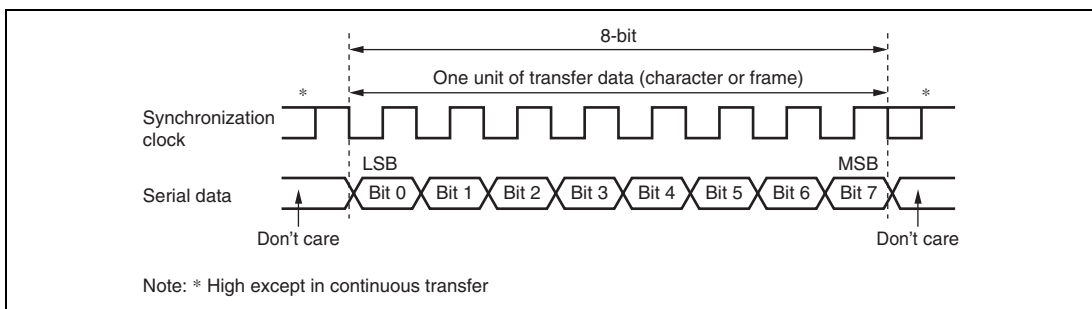 8-bit
One unit of transfer data (character or frame)
*
*
Synchronization
clock
LSB
MSB
Serial data
Bit 0
Bit 1
Bit 2
Bit 3
Bit 4
Bit 5
Bit 6
Bit 7
Don't care
Don't care
Note: * High except in continuous transfer